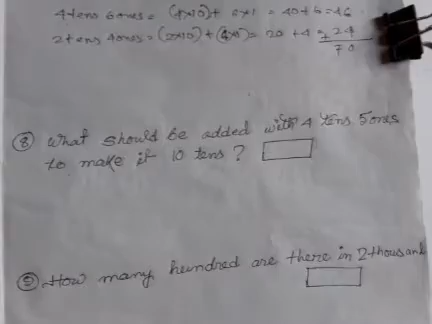 4 tens 6 ones = (4×10) + 6×1 = 40+6 = 46
2 tens 4 ones = (2×10) + (4×1) = 20 + 4 = 24
70
⑧ What should be added with 4 tens 5 ones
to make it 10 tens ?
⑨ How many hundred are there in 2 thousand